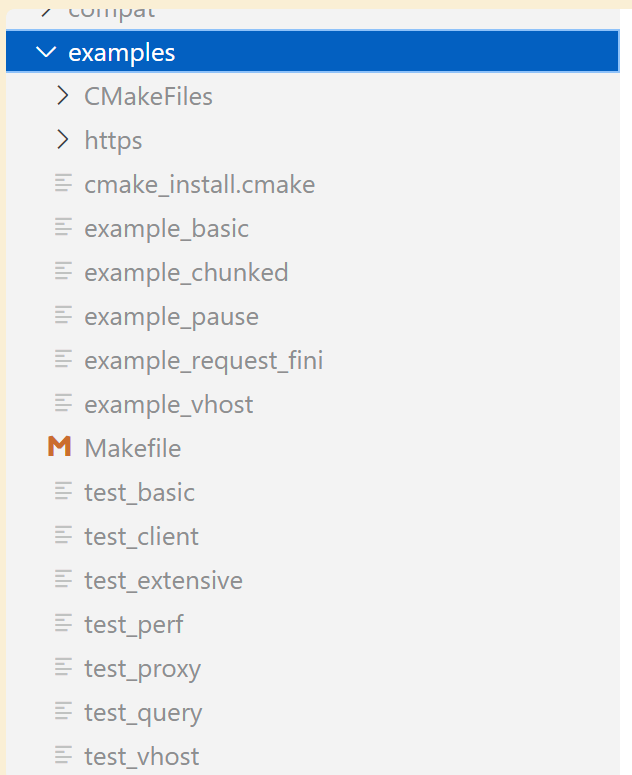 compat
examples
CMakeFiles
https
cmake_install.cmake
example_basic
example_chunked
example_pause
example_request_fini
example_vhost
Makefile
test_basic
test_client
test_extensive
test_perf
test_proxy
test_query
test_vhost